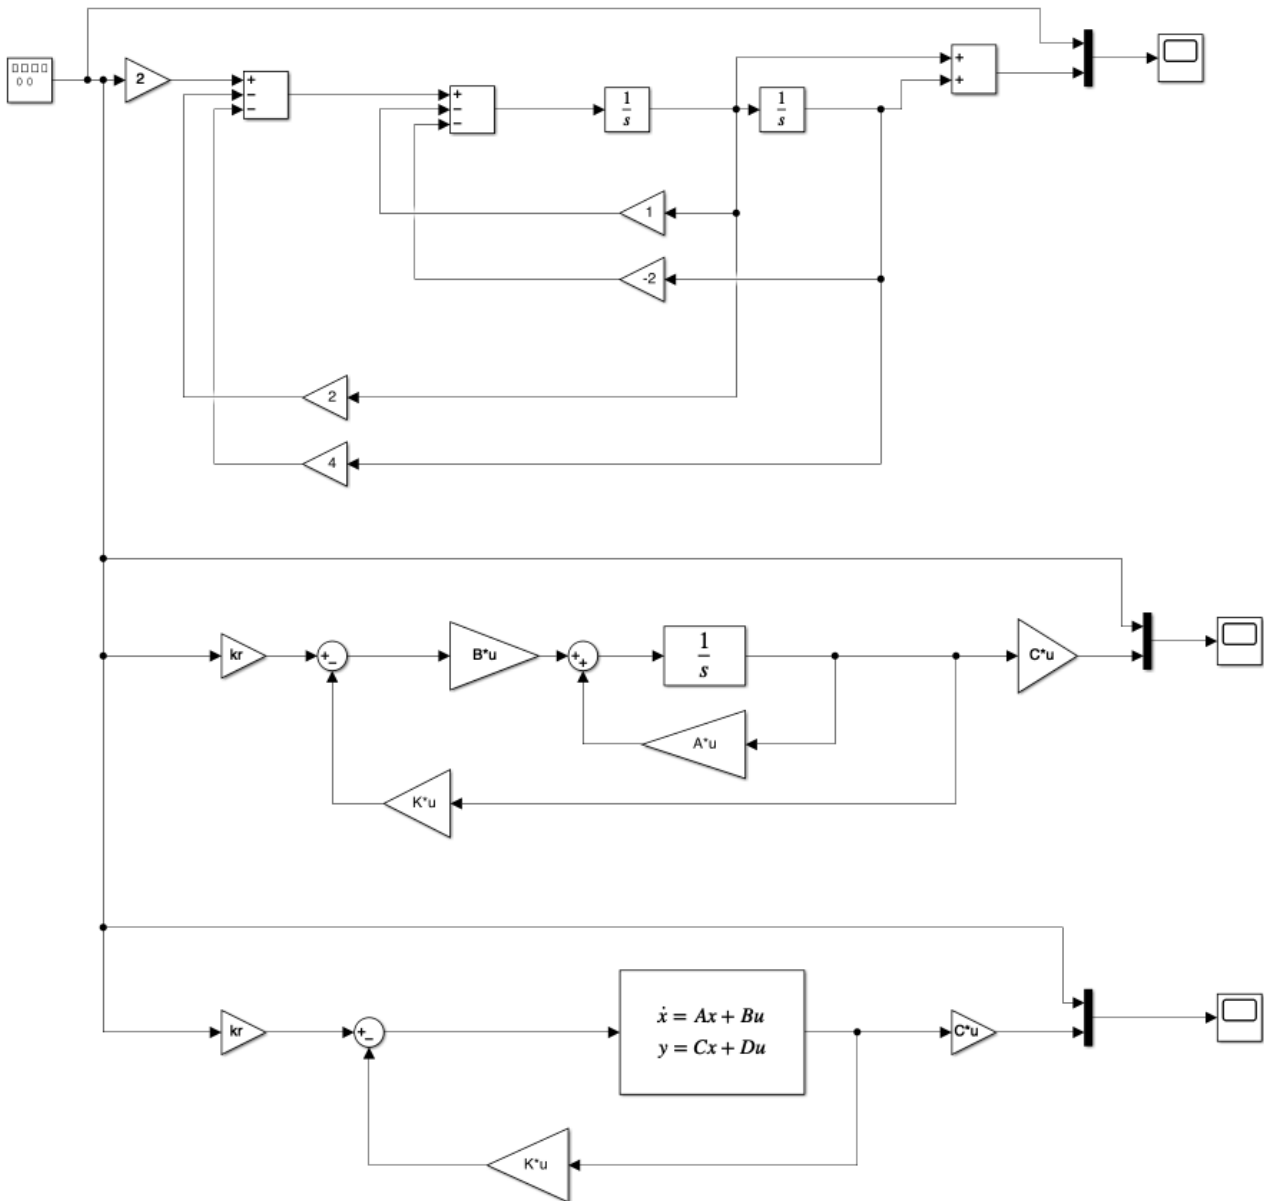 2
+
−
−
+
−
−
1
s
1
s
+
+
1
-2
2
4
kr
+
−
B*u
+
+
1
s
C*u
A*u
K*u
kr
+
−
ẋ = Ax + Bu
y = Cx + Du
C*u
K*u